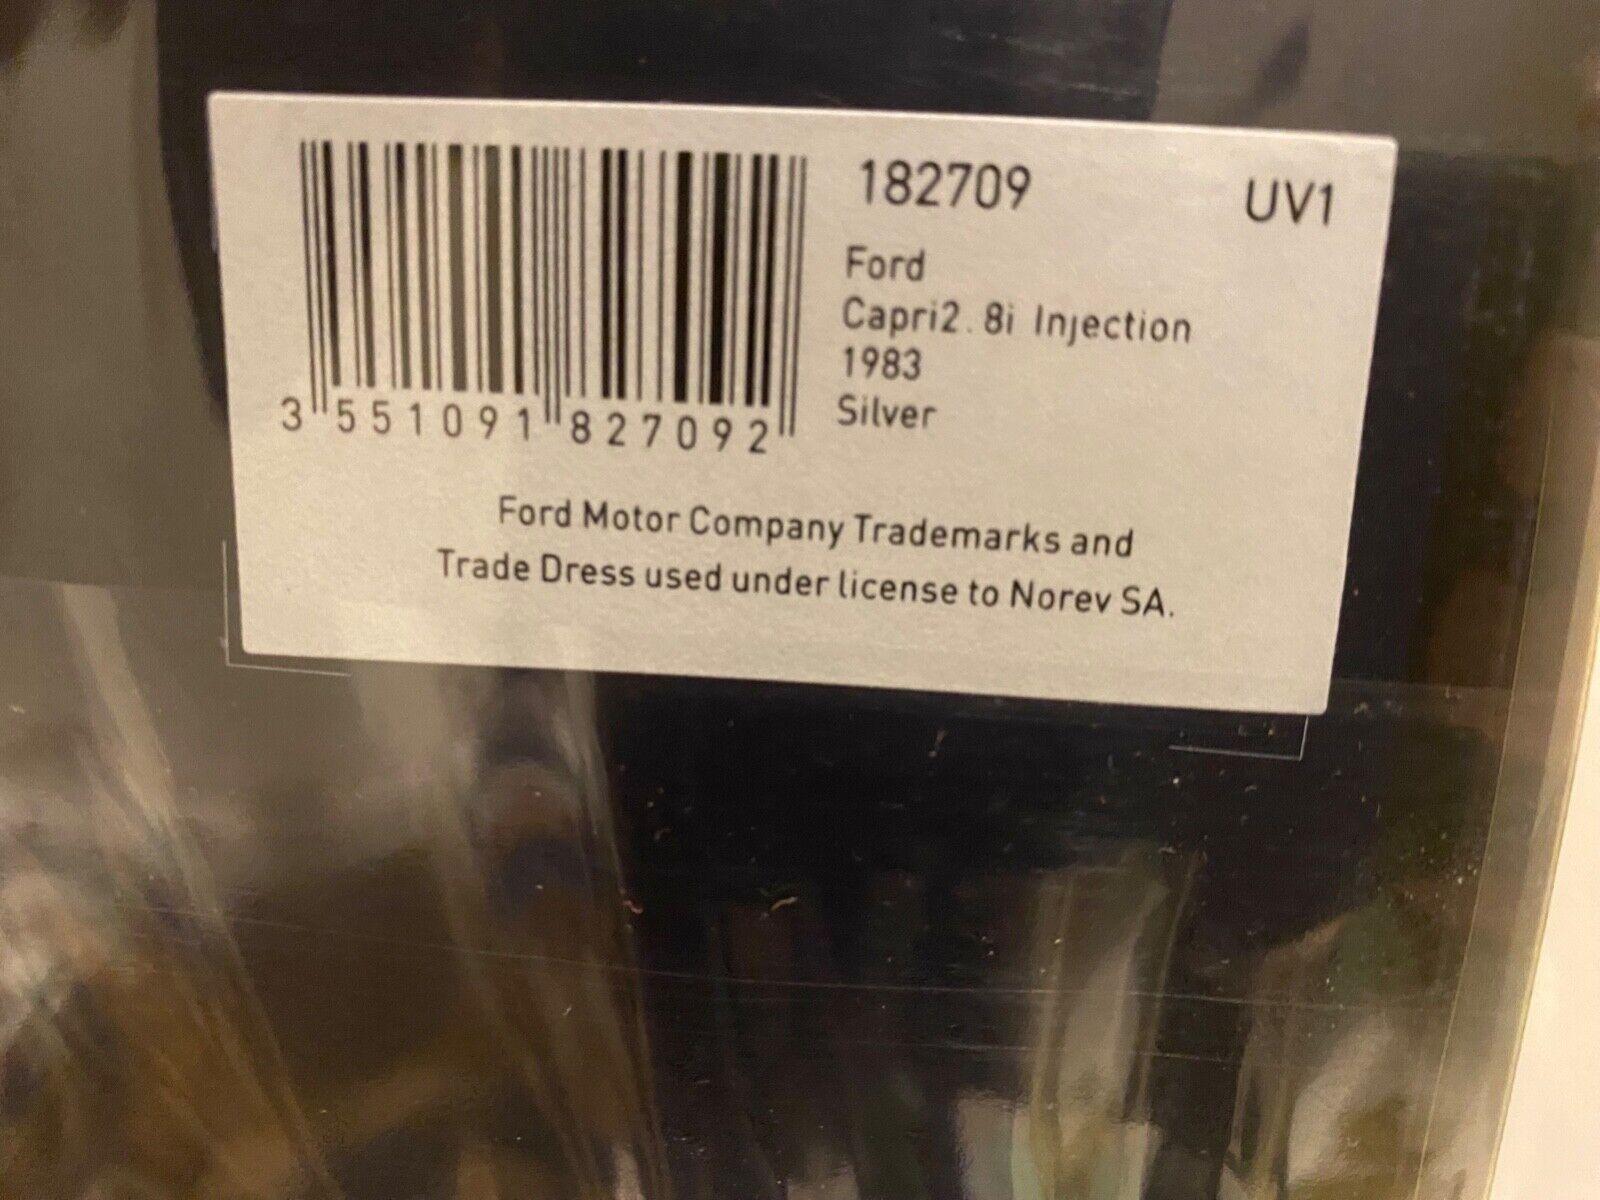 182709 UV1
Ford
Capri2.8i Injection
1983
Silver
3 551091 827092
Ford Motor Company Trademarks and
Trade Dress used under license to Norev SA.